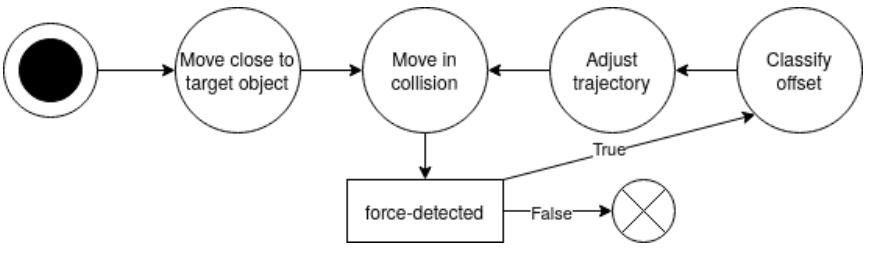 Move close to
target object
Move in
collision
Adjust
trajectory
Classify
offset
True
force-detected
False